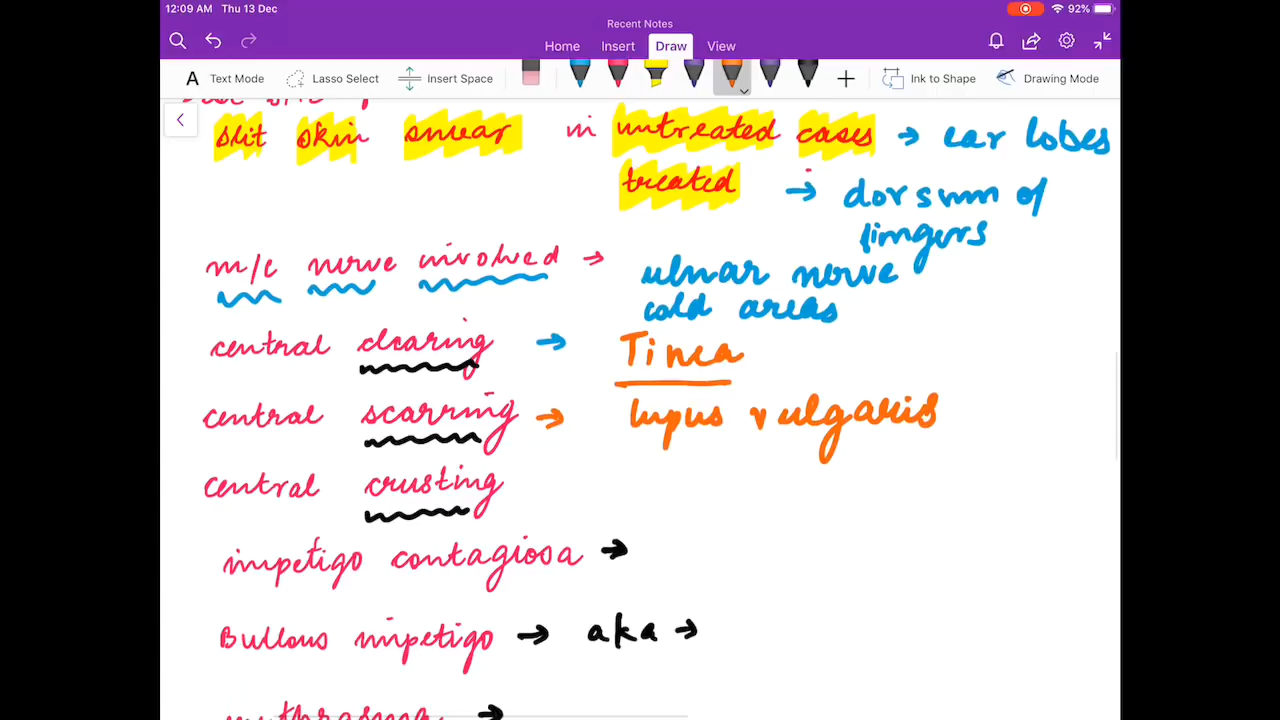 12:09 AM Thu 13 Dec
92%
Recent Notes
Home Insert Draw View
Text Mode Lasso Select Insert Space Ink to Shape Drawing Mode
slit skin smear in untreated cases → ear lobes
treated → dorsum of
fingers
m/c nerve involved → ulnar nerve
cold areas
central clearing → Tinea
central scarring → lupus vulgaris
central crusting
impetigo contagiosa →
Bullous impetigo → aka →